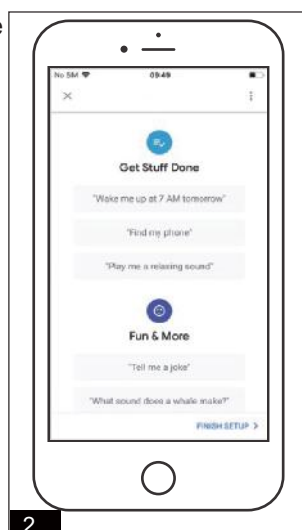 e
No SIM 09:49
Get Stuff Done
"Wake me up at 7 AM tomorrow"
"Find my phone"
"Play me a relaxing sound"
Fun & More
"Tell me a joke"
"What sound does a whale make?"
FINISH SETUP >
2